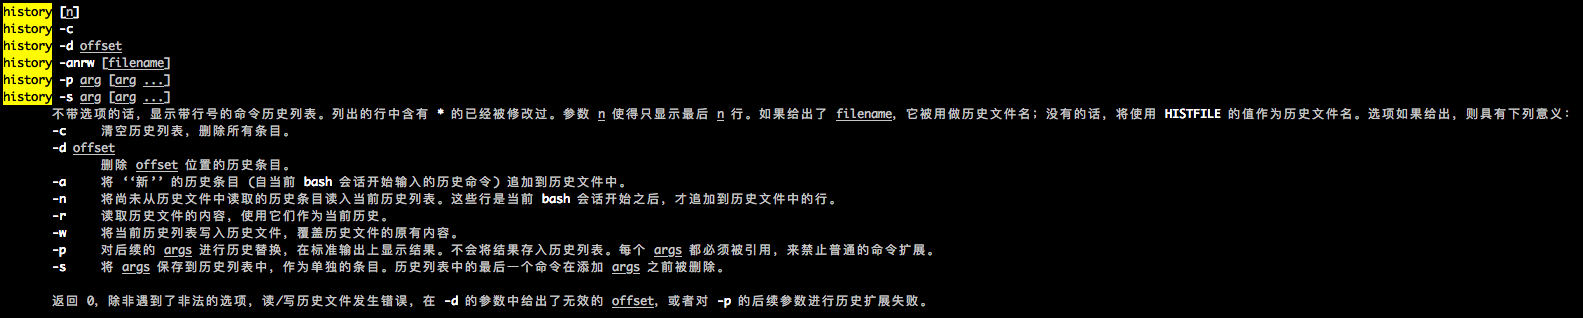 history [n]
history -c
history -d offset
history -anrw [filename]
history -p arg [arg ...]
history -s arg [arg ...]
不带选项的话，显示带行号的命令历史列表。列出的行中含有 * 的已经被修改过。参数 n 使得只显示最后 n 行。如果给出了 filename，它被用做历史文件名；没有的话，将使用 HISTFILE 的值作为历史文件名。选项如果给出，则具有下列意义：
-c 清空历史列表，删除所有条目。
-d offset
删除 offset 位置的历史条目。
-a 将 ‘‘新’’ 的历史条目 (自当前 bash 会话开始输入的历史命令) 追加到历史文件中。
-n 将尚未从历史文件中读取的历史条目读入当前历史列表。这些行是当前 bash 会话开始之后，才追加到历史文件中的行。
-r 读取历史文件的内容，使用它们作为当前历史。
-w 将当前历史列表写入历史文件，覆盖历史文件的原有内容。
-p 对后续的 args 进行历史替换，在标准输出上显示结果。不会将结果存入历史列表。每个 args 都必须被引用，来禁止普通的命令扩展。
-s 将 args 保存到历史列表中，作为单独的条目。历史列表中的最后一个命令在添加 args 之前被删除。
返回 0，除非遇到了非法的选项，读/写历史文件发生错误，在 -d 的参数中给出了无效的 offset，或者对 -p 的后续参数进行历史扩展失败。